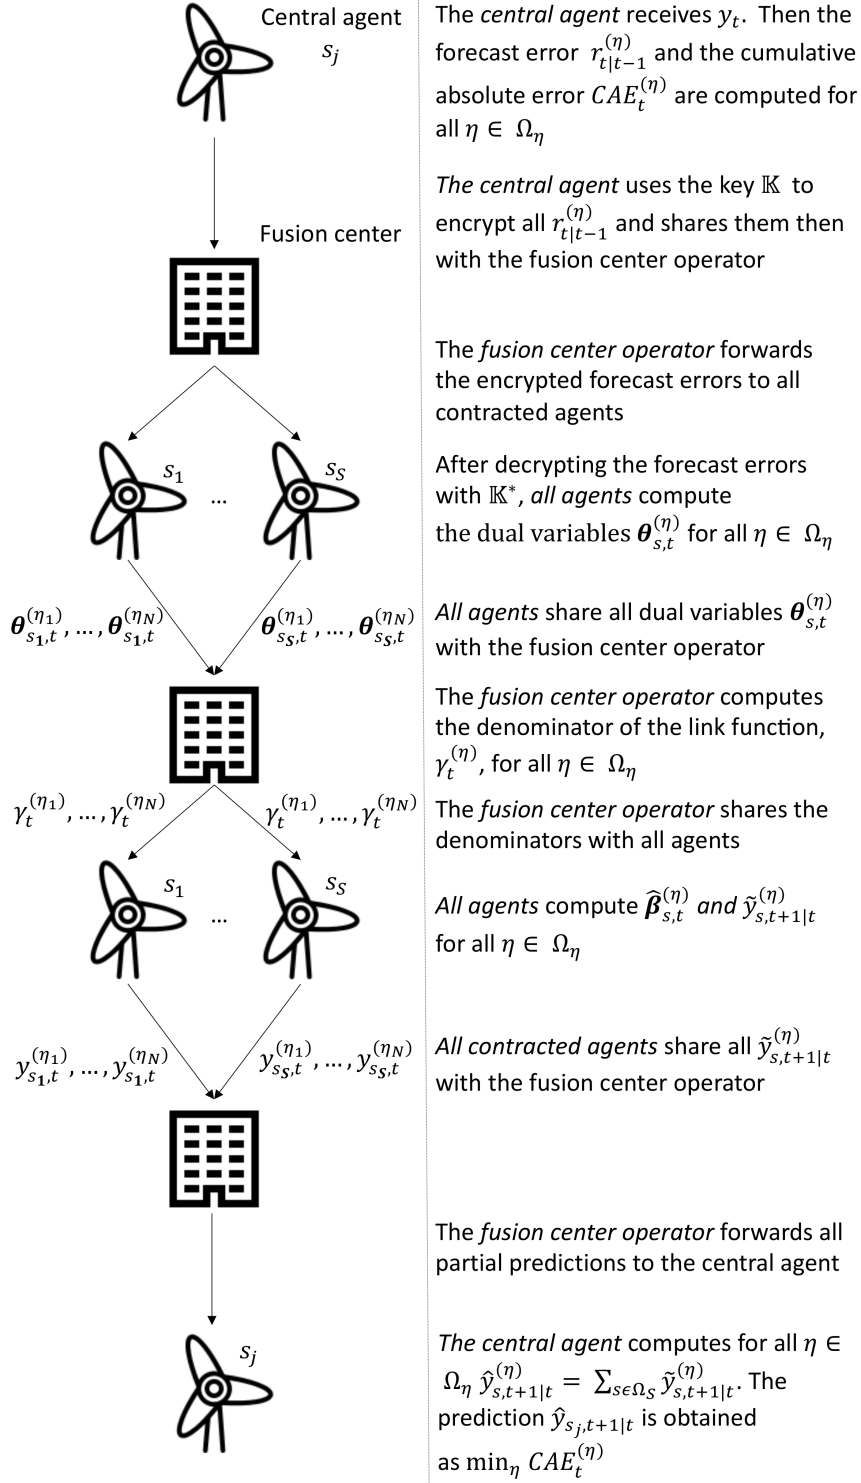 Central agent
s_j
The central agent receives y_t. Then the
forecast error r_{t|t−1}^{(η)} and the cumulative
absolute error CAE_t^{(η)} are computed for
all η ∈ Ω_η
The central agent uses the key 𝕂 to
encrypt all r_{t|t−1}^{(η)} and shares them then
with the fusion center operator
Fusion center
The fusion center operator forwards
the encrypted forecast errors to all
contracted agents
s_1 ... s_S
After decrypting the forecast errors
with 𝕂*, all agents compute
the dual variables θ_{s,t}^{(η)} for all η ∈ Ω_η
θ_{s_1,t}^{(η_1)}, …, θ_{s_1,t}^{(η_N)} θ_{s_S,t}^{(η_1)}, …, θ_{s_S,t}^{(η_N)}
All agents share all dual variables θ_{s,t}^{(η)}
with the fusion center operator
The fusion center operator computes
the denominator of the link function,
γ_t^{(η)}, for all η ∈ Ω_η
γ_t^{(η_1)}, …, γ_t^{(η_N)} γ_t^{(η_1)}, …, γ_t^{(η_N)}
The fusion center operator shares the
denominators with all agents
s_1 ... s_S
All agents compute β̂_{s,t}^{(η)} and ỹ_{s,t+1|t}^{(η)}
for all η ∈ Ω_η
y_{s_1,t}^{(η_1)}, …, y_{s_1,t}^{(η_N)} y_{s_S,t}^{(η_1)}, …, y_{s_S,t}^{(η_N)}
All contracted agents share all ỹ_{s,t+1|t}^{(η)}
with the fusion center operator
The fusion center operator forwards all
partial predictions to the central agent
s_j
The central agent computes for all η ∈
Ω_η ŷ_{s,t+1|t}^{(η)} = ∑_{sϵΩ_S} ỹ_{s,t+1|t}^{(η)}. The
prediction ŷ_{s_j,t+1|t} is obtained
as min_η CAE_t^{(η)}